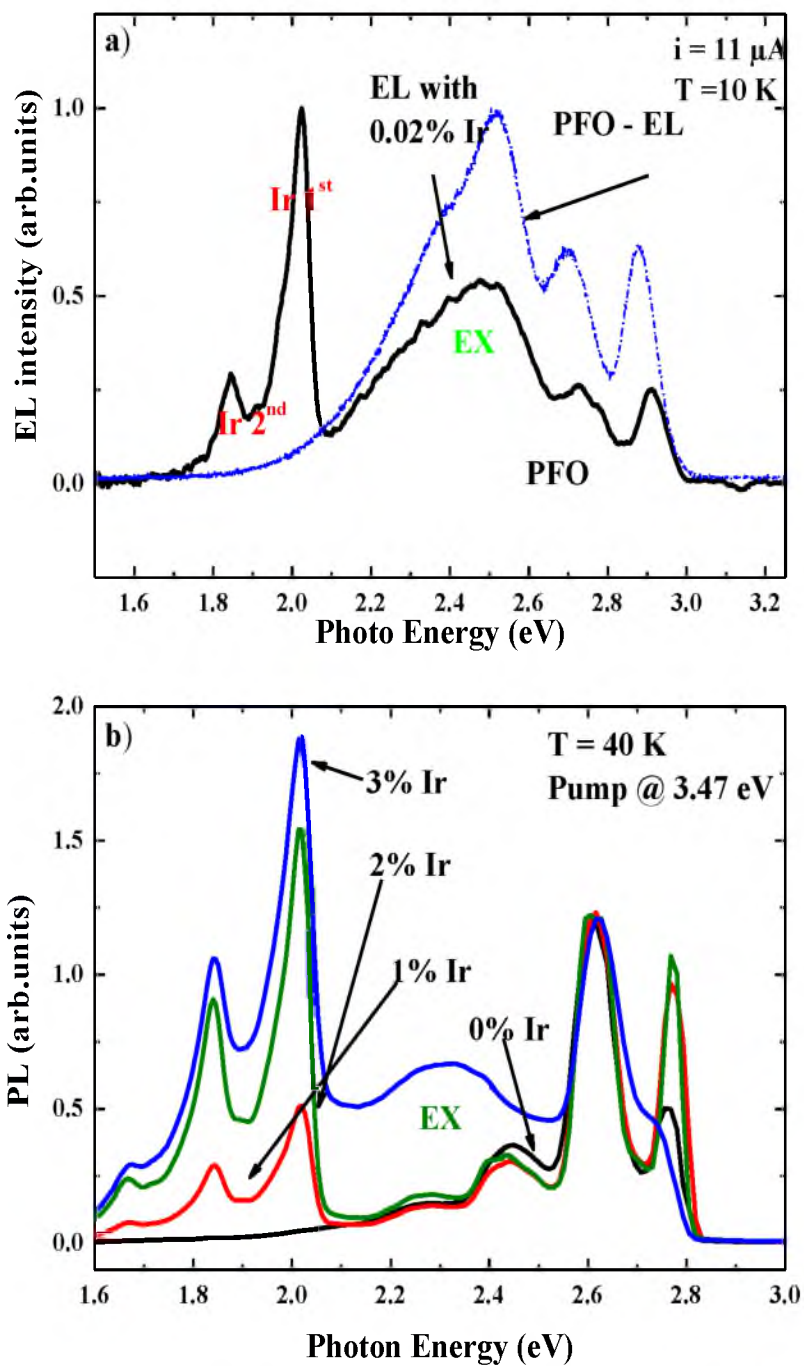 a)
i = 11 µA
T =10 K
EL with
0.02% Ir
PFO - EL
Ir 1st
Ir 2nd
EX
PFO
EL intensity (arb.units)
1.0
0.5
0.0
1.6 1.8 2.0 2.2 2.4 2.6 2.8 3.0 3.2
Photo Energy (eV)
b)
T = 40 K
Pump @ 3.47 eV
3% Ir
2% Ir
1% Ir
0% Ir
EX
PL (arb.units)
2.0
1.5
1.0
0.5
0.0
1.6 1.8 2.0 2.2 2.4 2.6 2.8 3.0
Photon Energy (eV)